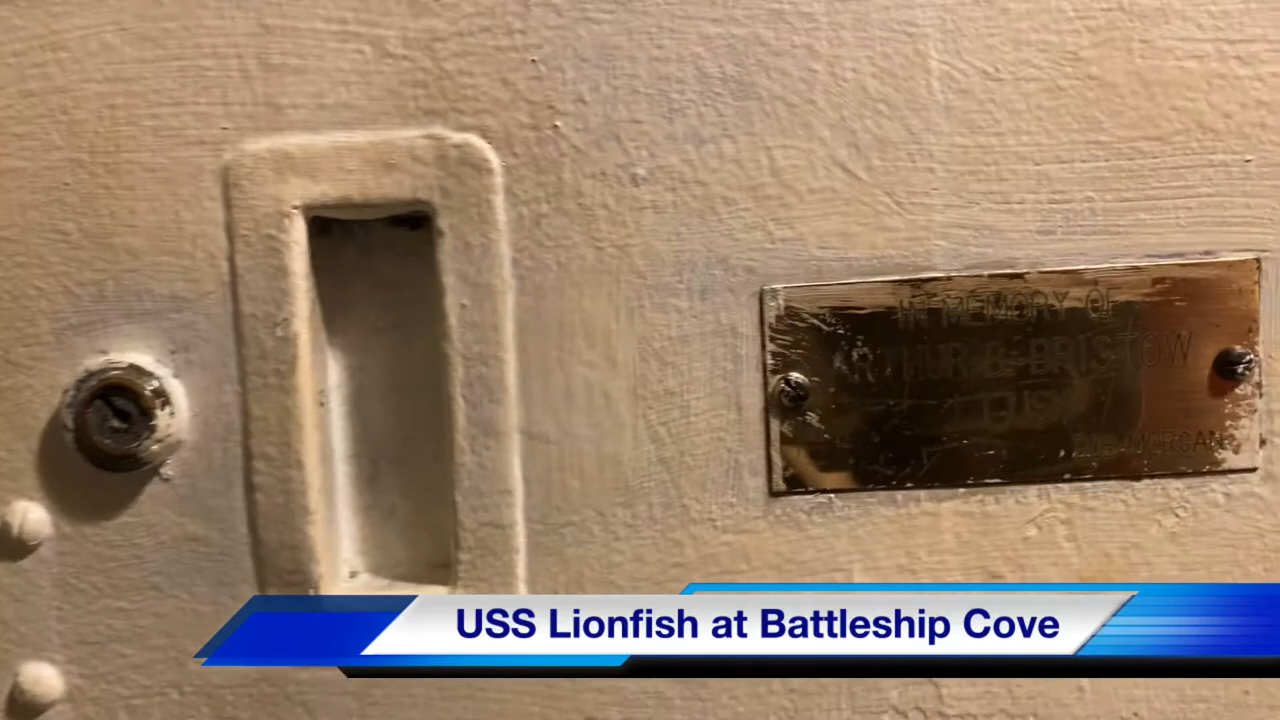 IN MEMORY OF
ARTHUR B. BRISTOW
MORGAN
USS Lionfish at Battleship Cove